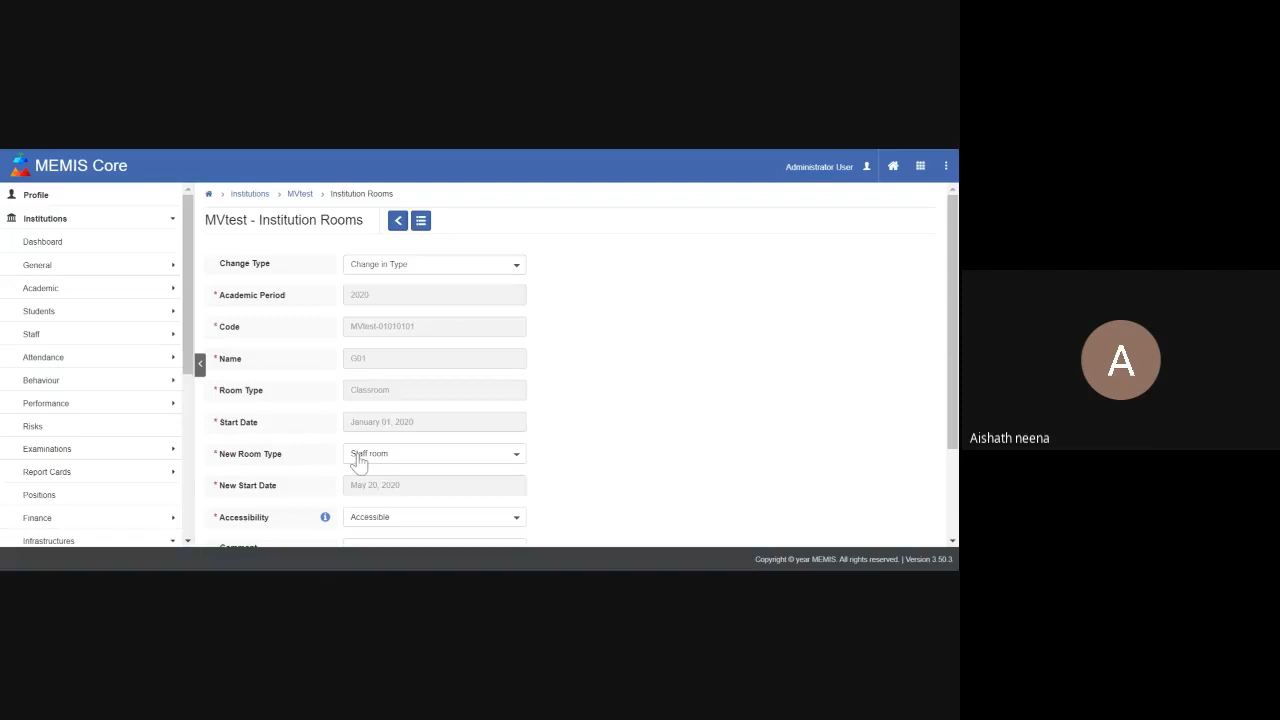 MEMIS Core
Administrator User
Profile
Institutions
Dashboard
General
Academic
Students
Staff
Attendance
Behaviour
Performance
Risks
Examinations
Report Cards
Positions
Finance
Infrastructures
Institutions › MVtest › Institution Rooms
MVtest - Institution Rooms
Change Type Change in Type
* Academic Period 2020
* Code MVtest-01010101
* Name G01
* Room Type Classroom
* Start Date January 01, 2020
* New Room Type Staff room
* New Start Date May 20, 2020
* Accessibility Accessible
Comment
Copyright © year MEMIS. All rights reserved. | Version 3.50.3
A
Aishath neena